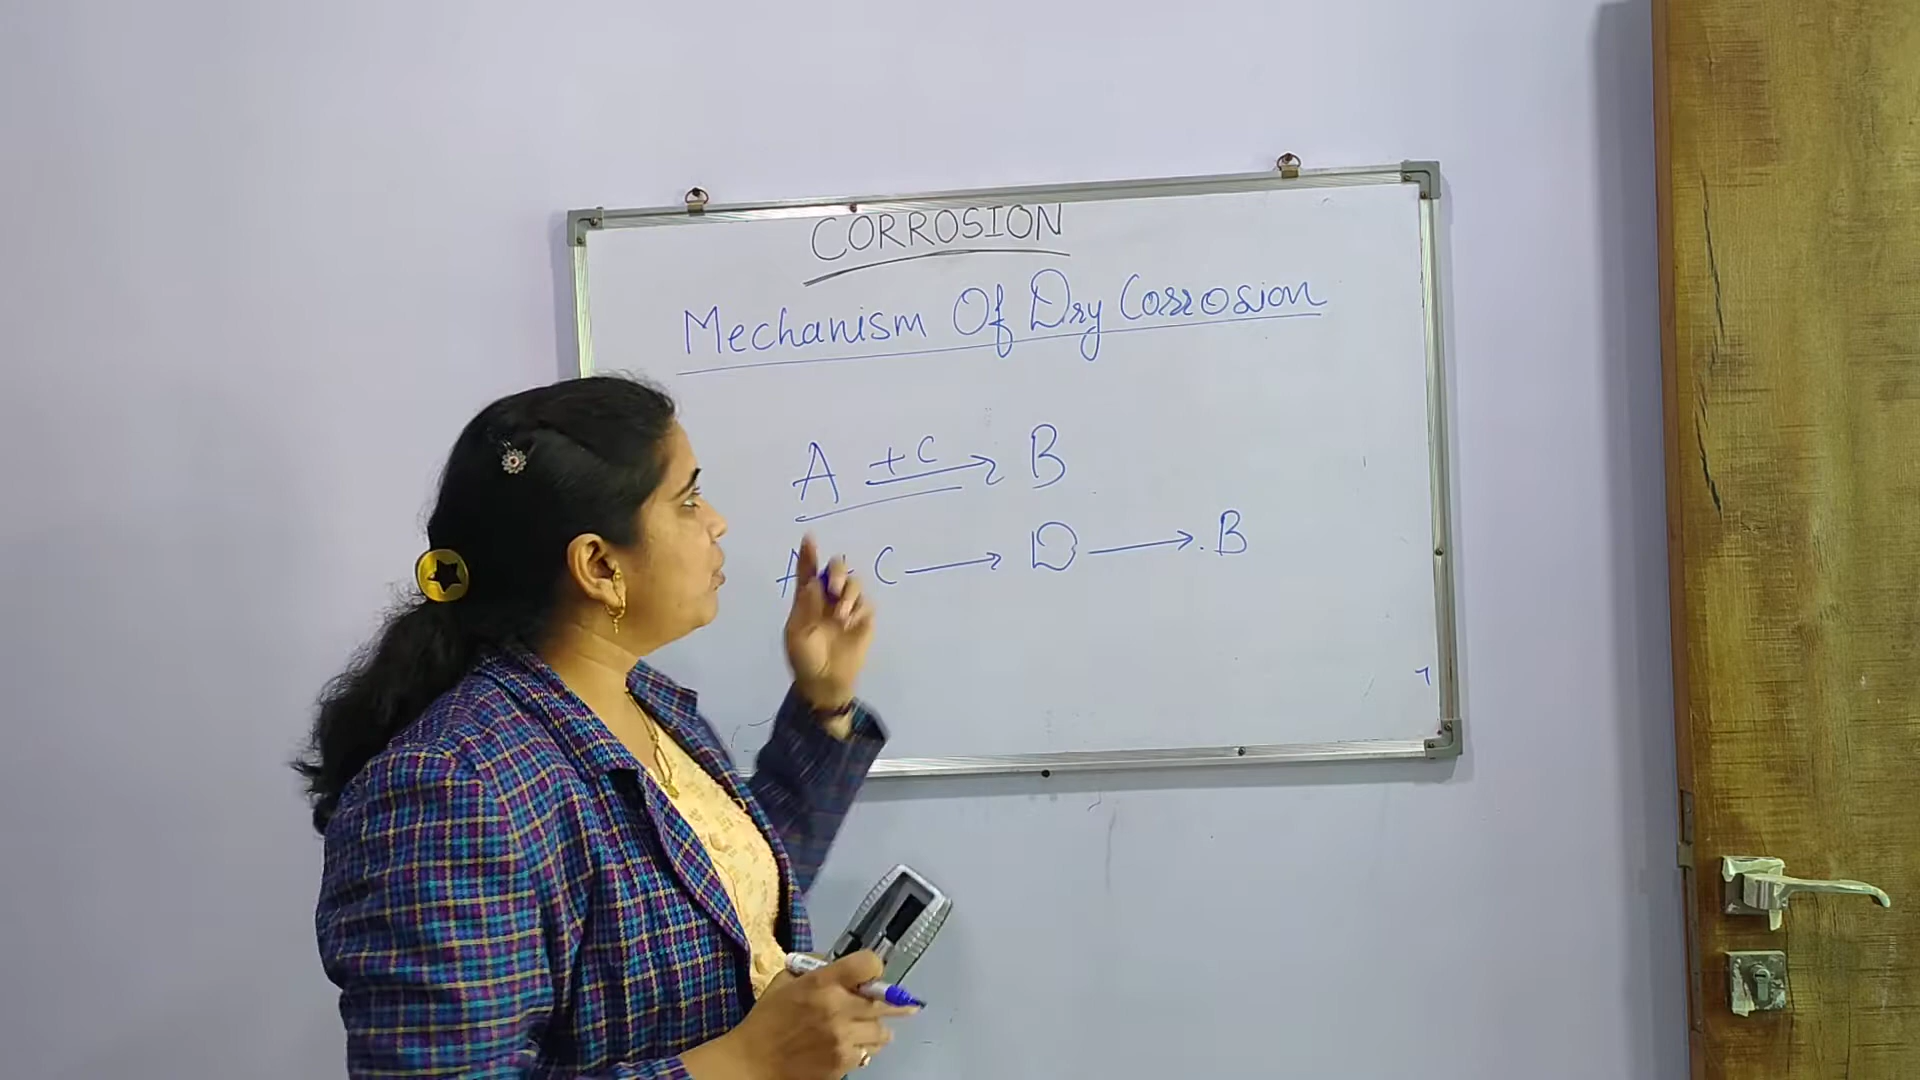 CORROSION
Mechanism Of Dry Corrosion
A +C → B
A + C → D → B